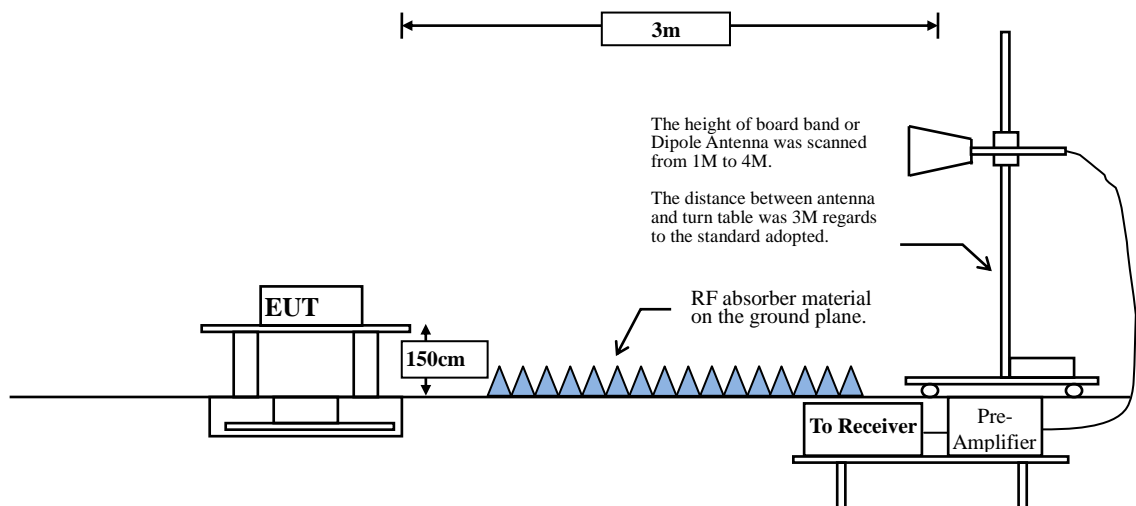 3m
The height of board band or
Dipole Antenna was scanned
from 1M to 4M.
The distance between antenna
and turn table was 3M regards
to the standard adopted.
EUT
RF absorber material
on the ground plane.
150cm
To Receiver
Pre-
Amplifier